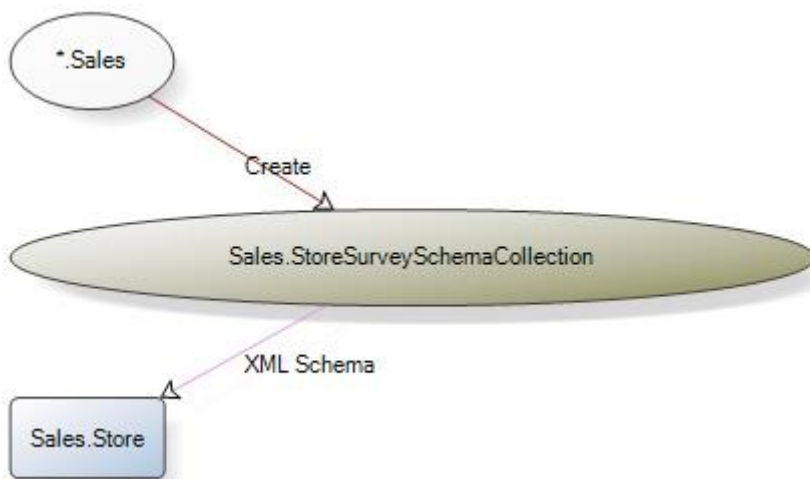 *.Sales
Create
Sales.StoreSurveySchemaCollection
XML Schema
Sales.Store